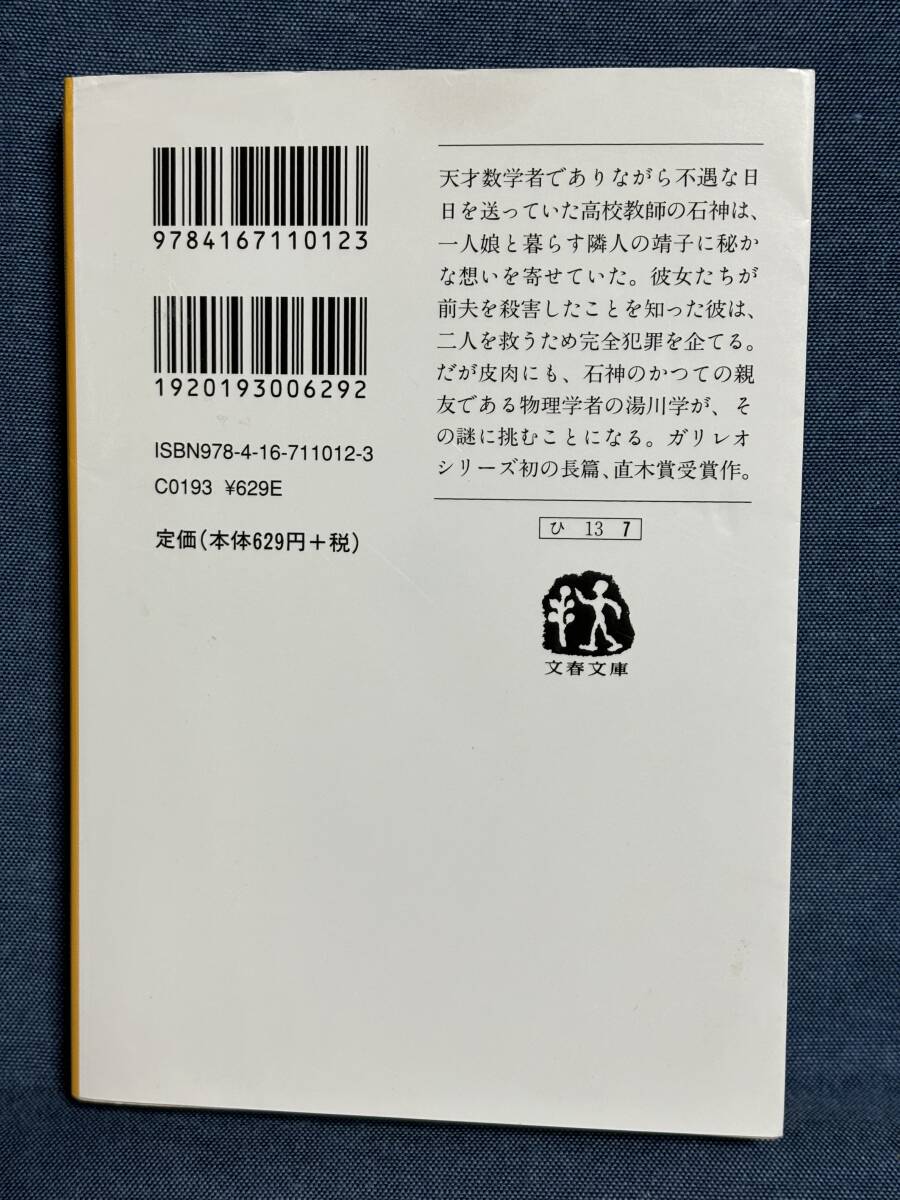 9784167110123
1920193006292
ISBN978-4-16-711012-3
C0193 ¥629E
定価(本体629円+税)
天才数学者でありながら不遇な日
日を送っていた高校教師の石神は、
一人娘と暮らす隣人の靖子に秘か
な想いを寄せていた。彼女たちが
前夫を殺害したことを知った彼は、
二人を救うため完全犯罪を企てる。
だが皮肉にも、石神のかつての親
友である物理学者の湯川学が、そ
の謎に挑むことになる。ガリレオ
シリーズ初の長篇、直木賞受賞作。
ひ 13 7
文春文庫